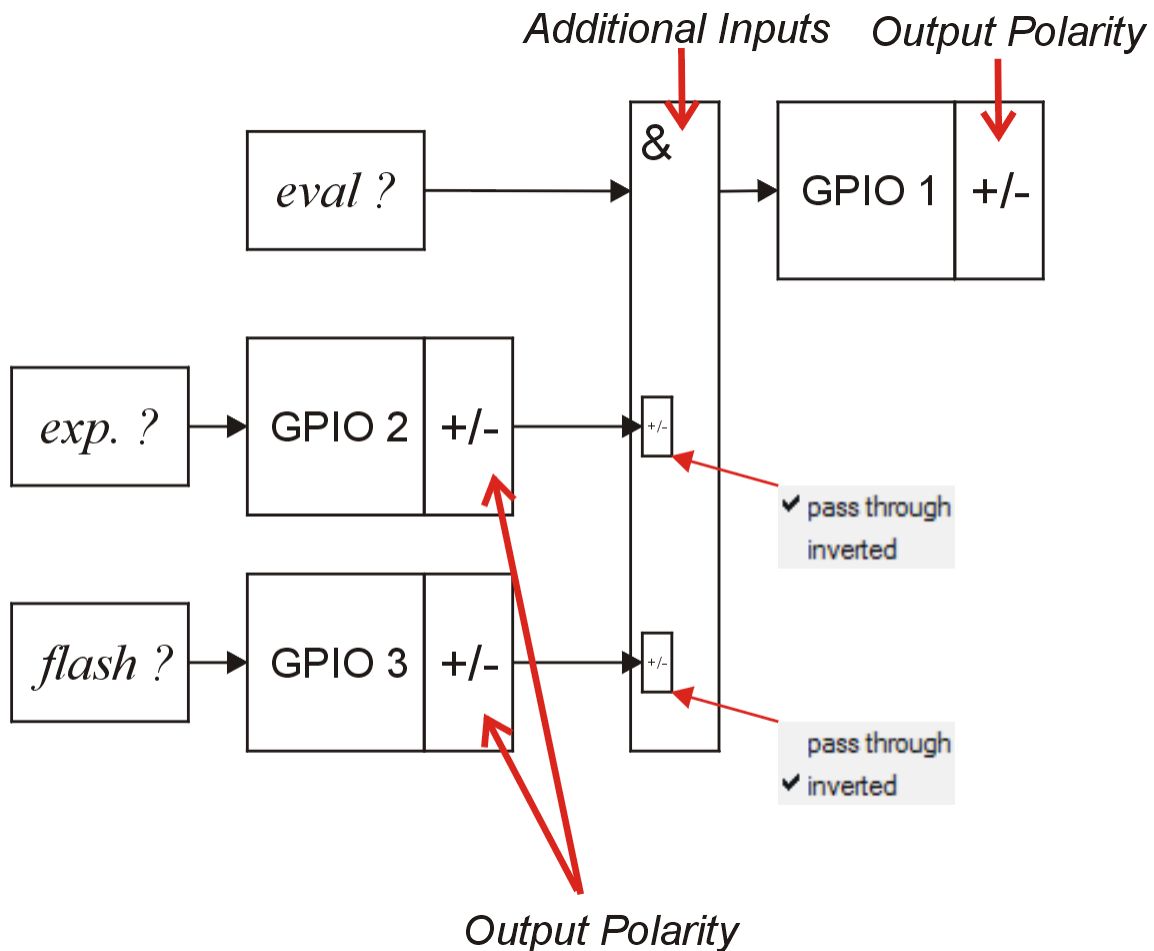 Additional Inputs
Output Polarity
&
eval ?
GPIO 1
+/-
exp. ?
GPIO 2
+/-
+/-
pass through
inverted
flash ?
GPIO 3
+/-
+/-
pass through
inverted
Output Polarity